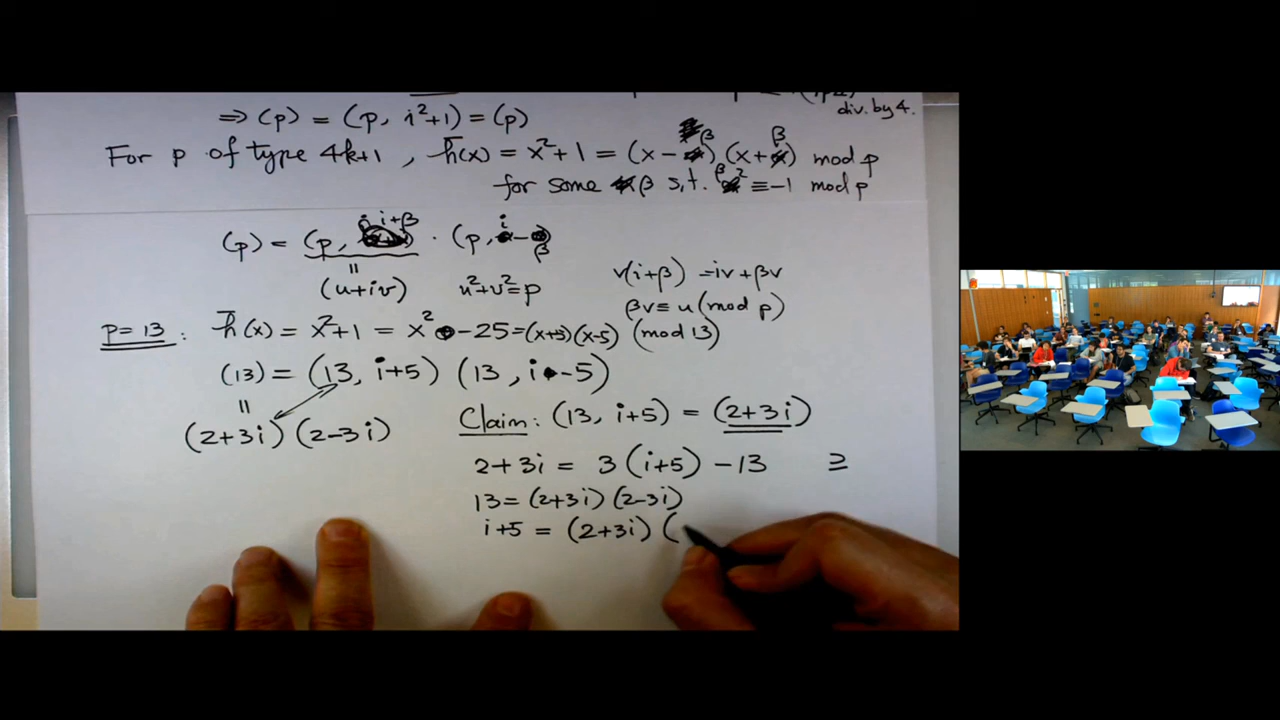 ⇒ (p) = (p, i²+1) = (p)
div. by 4.
For p of type 4k+1, h̄(x) = x²+1 = (x-β)(x+β) mod p
for some β s.t. β² ≡ -1 mod p
(p) = (p, i+β) · (p, i-β)
॥
(u+iv) u²+v²=p
v(i+β) = iv+βv
βv ≡ u (mod p)
p=13: h̄(x) = x²+1 = x²-25 = (x+5)(x-5) (mod 13)
(13) = (13, i+5) (13, i-5)
॥
(2+3i) (2-3i)
Claim: (13, i+5) = (2+3i)
2+3i = 3(i+5) -13 ≥
13 = (2+3i)(2-3i)
i+5 = (2+3i)(